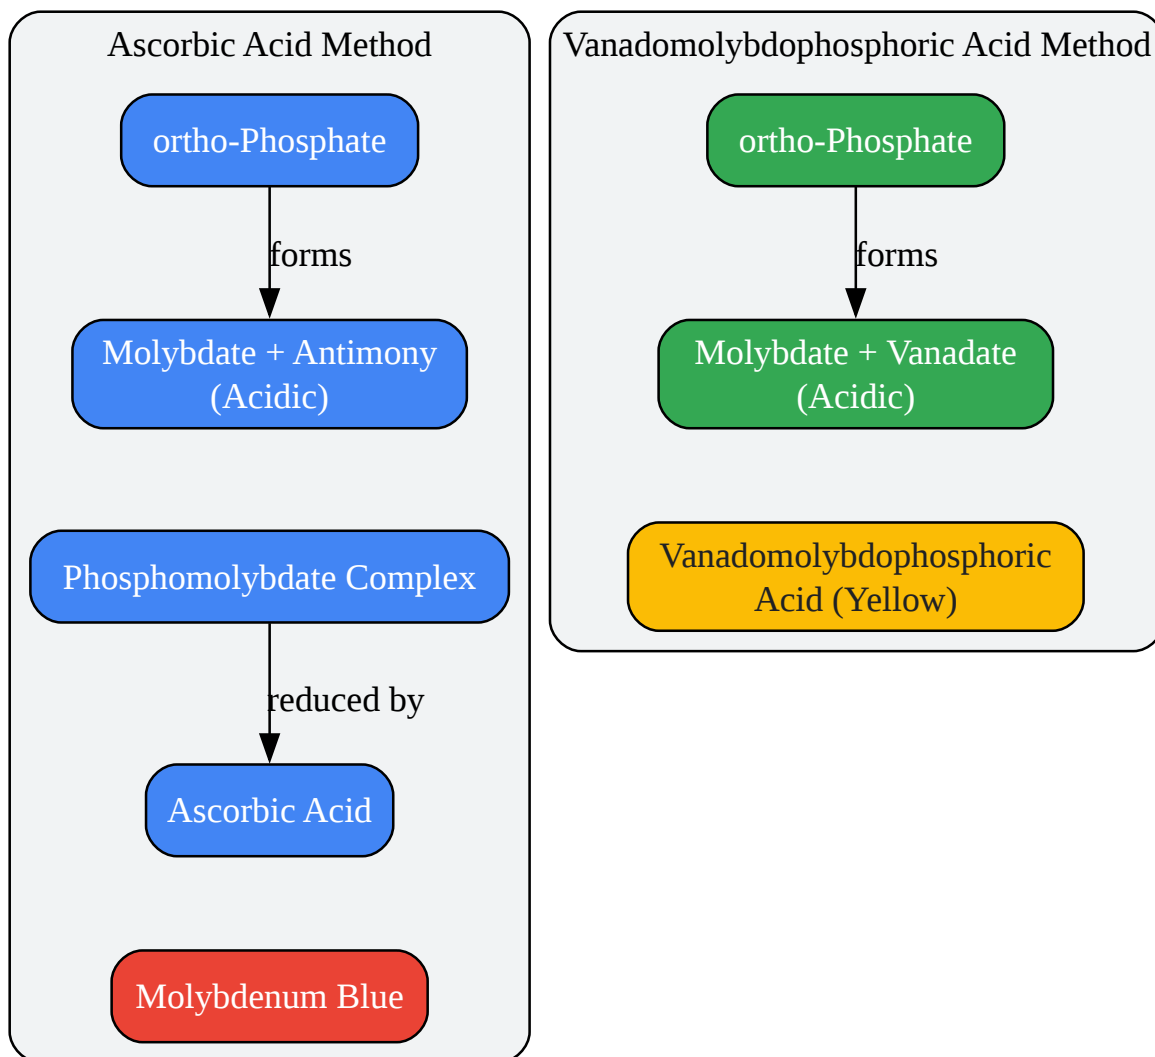 Ascorbic Acid Method
ortho-Phosphate
forms
Molybdate + Antimony
(Acidic)
Phosphomolybdate Complex
reduced by
Ascorbic Acid
Molybdenum Blue
Vanadomolybdophosphoric Acid Method
ortho-Phosphate
forms
Molybdate + Vanadate
(Acidic)
Vanadomolybdophosphoric
Acid (Yellow)